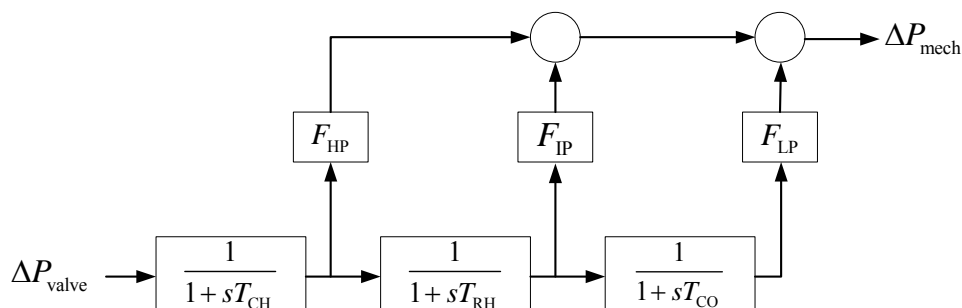 ΔP_mech
F_HP
F_IP
F_LP
ΔP_valve
1
1 + sT_CH
1
1 + sT_RH
1
1 + sT_CO